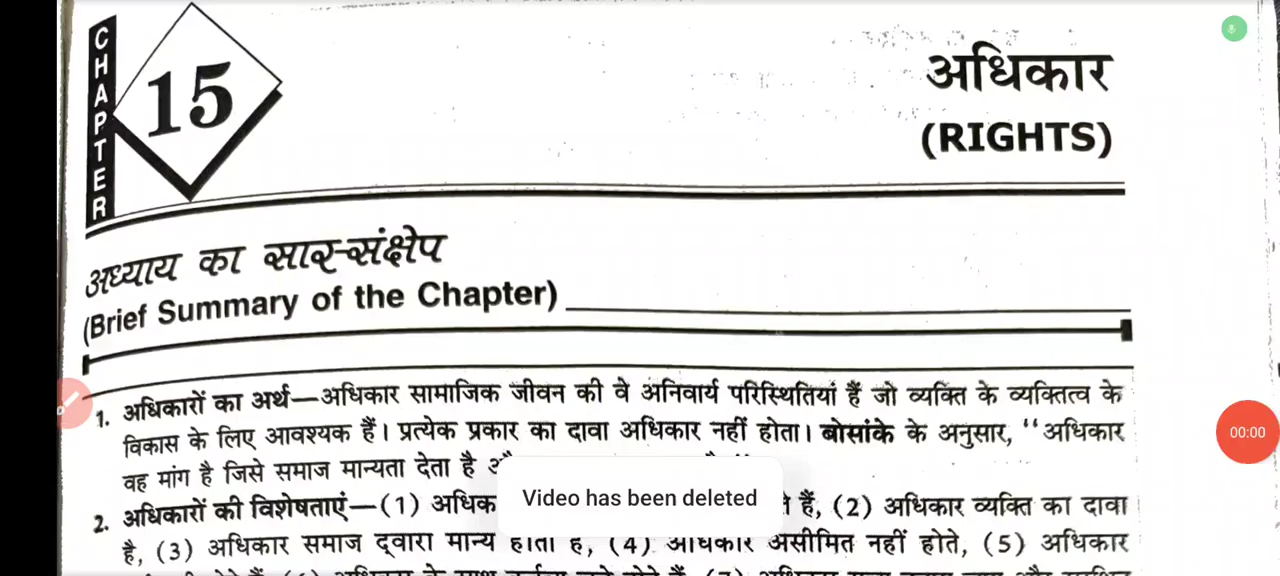 CHAPTER
15
अधिकार
(RIGHTS)
अध्याय का सार-संक्षेप
(Brief Summary of the Chapter)
1. अधिकारों का अर्थ—अधिकार सामाजिक जीवन की वे अनिवार्य परिस्थितियां हैं जो व्यक्ति के व्यक्तित्व के
विकास के लिए आवश्यक हैं। प्रत्येक प्रकार का दावा अधिकार नहीं होता। बोसांके के अनुसार, “अधिकार
वह मांग है जिसे समाज मान्यता देता है
Video has been deleted
00:00
2. अधिकारों की विशेषताएं—(1) अधिक हैं, (2) अधिकार व्यक्ति का दावा
है, (3) अधिकार समाज द्वारा मान्य होता है, (4) अधिकार असीमित नहीं होते, (5) अधिकार